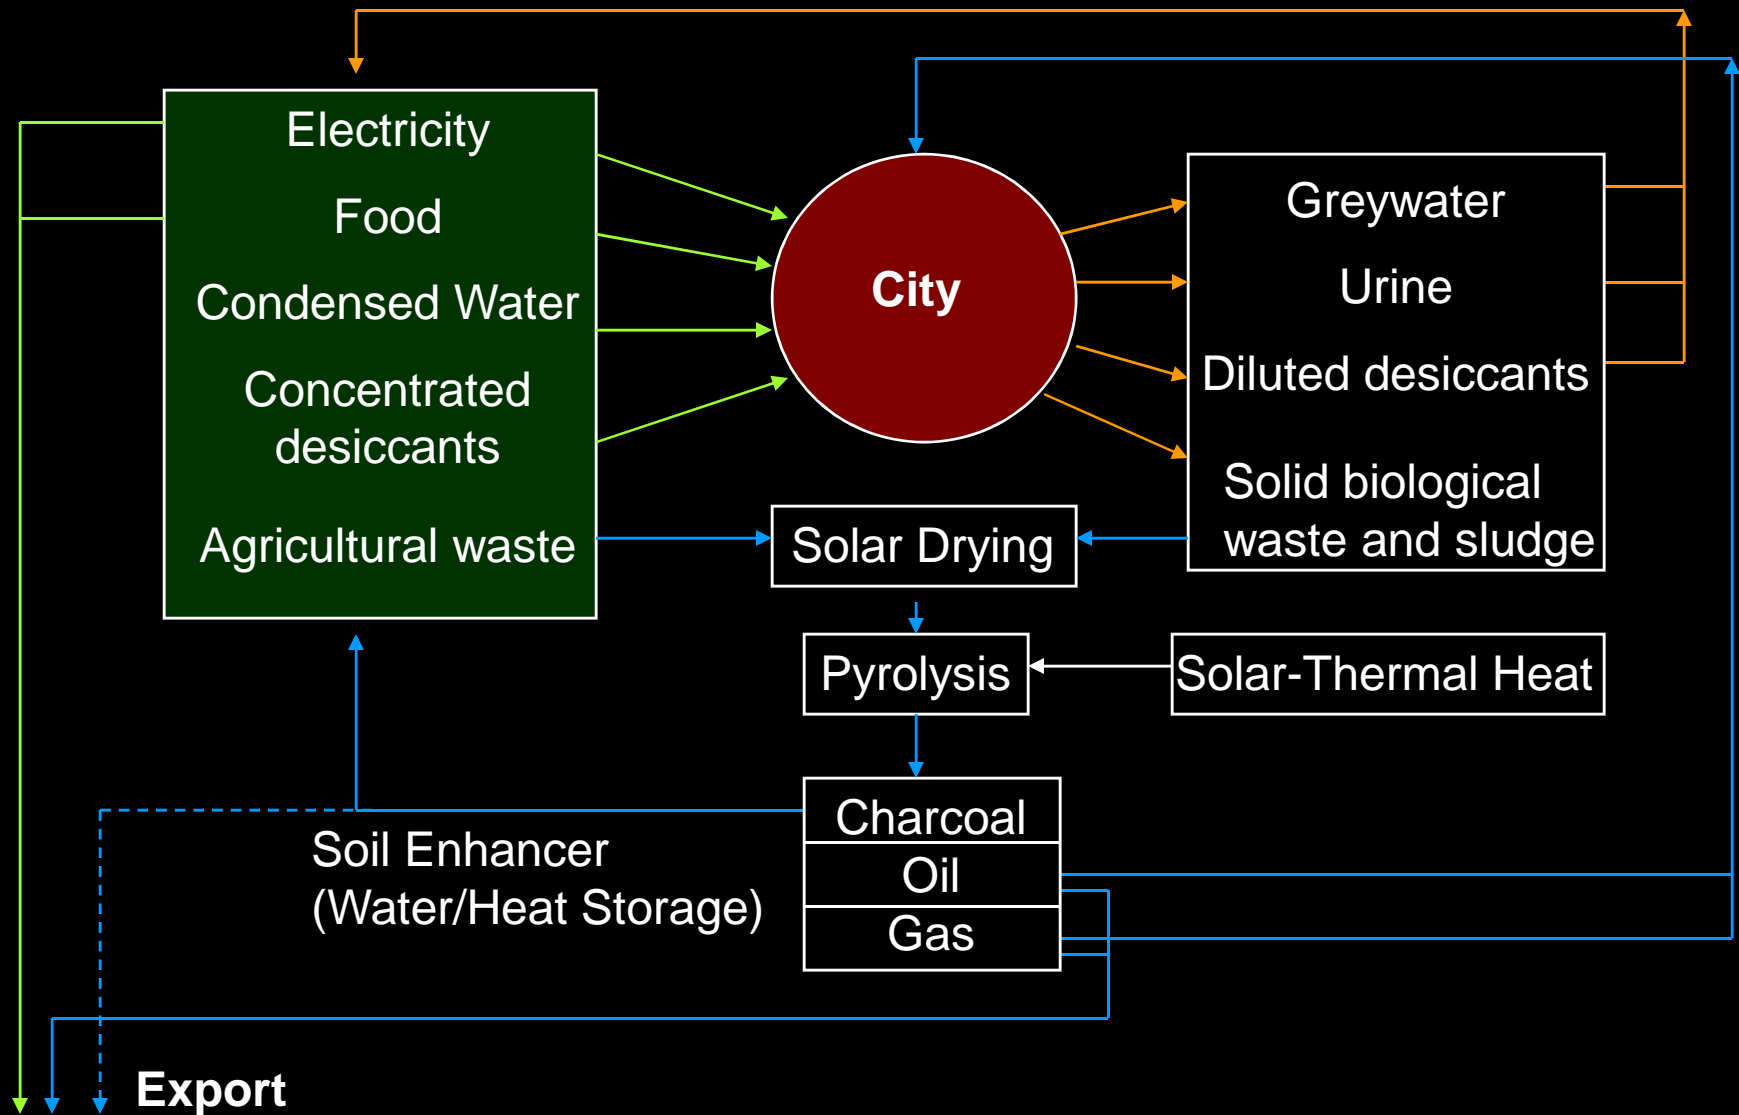 Electricity
Food
Condensed Water
Concentrated
desiccants
Agricultural waste
City
Greywater
Urine
Diluted desiccants
Solid biological
waste and sludge
Solar Drying
Pyrolysis
Solar-Thermal Heat
Charcoal
Oil
Gas
Soil Enhancer
(Water/Heat Storage)
Export